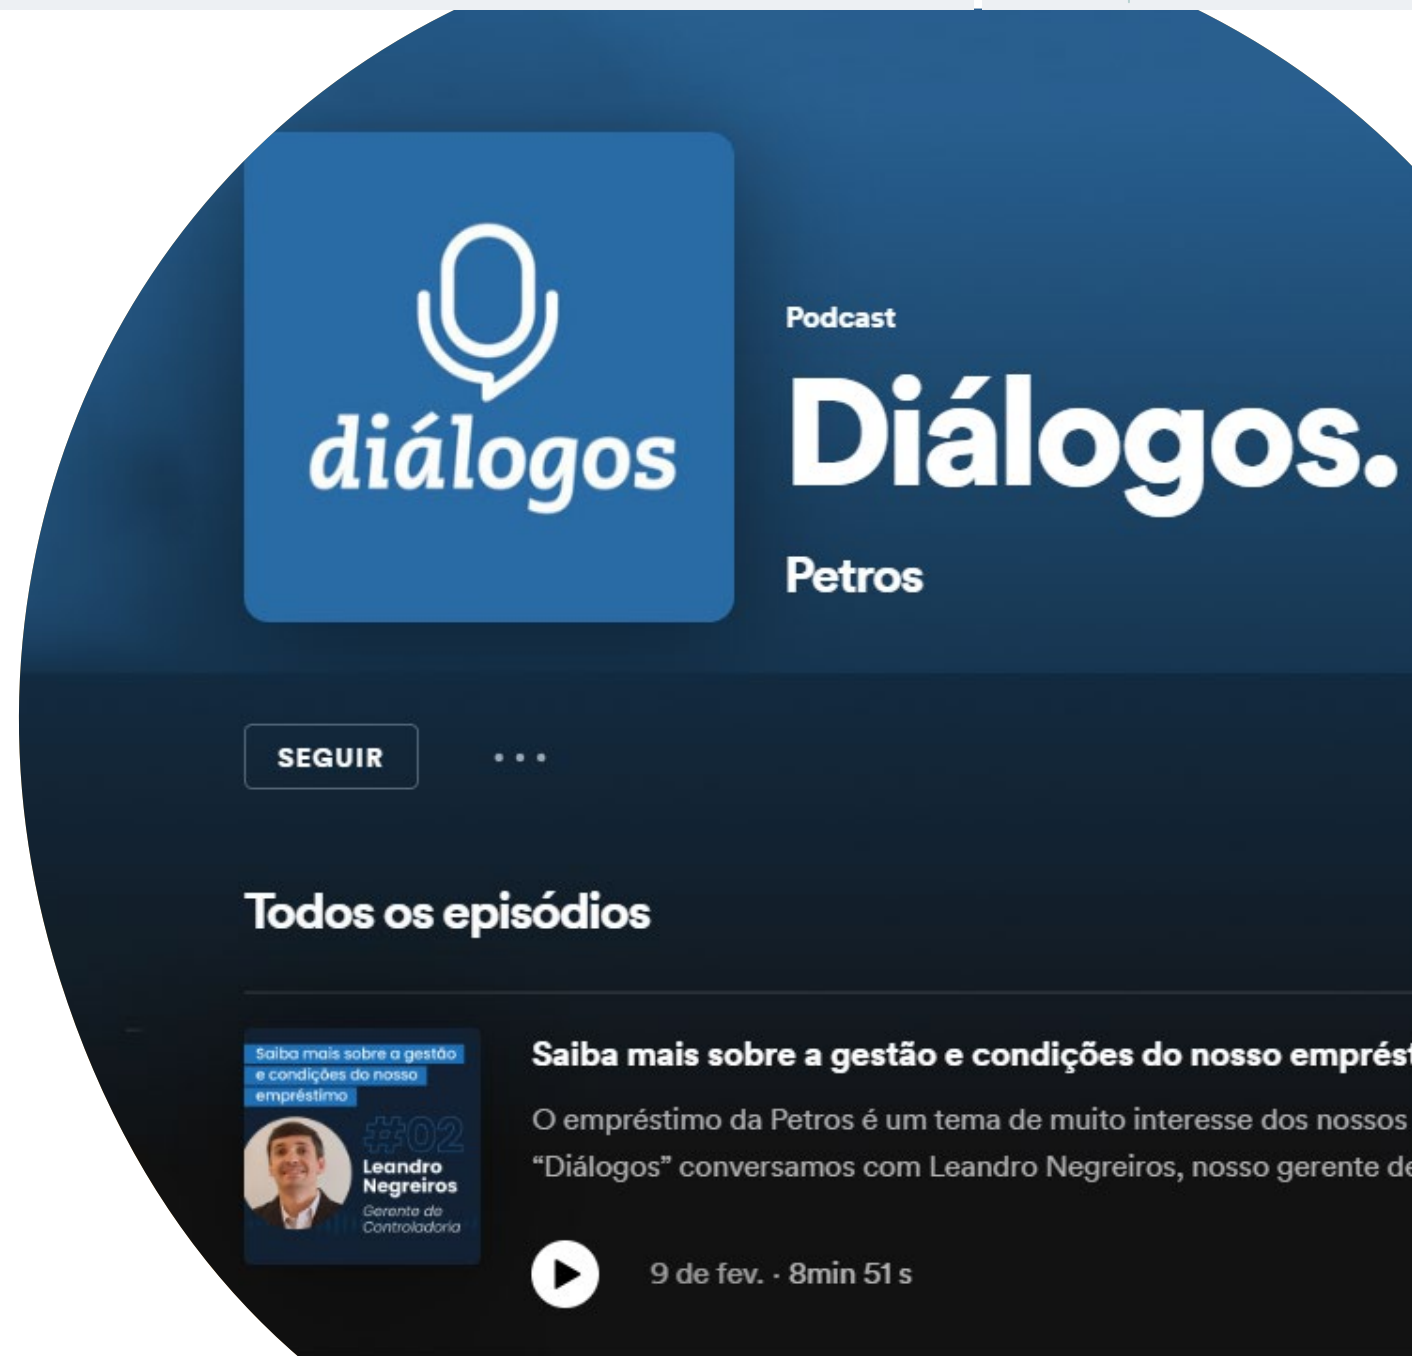 diálogos
Podcast
Diálogos.
Petros
SEGUIR
Todos os episódios
Saiba mais sobre a gestão
e condições do nosso
empréstimo
#02
Leandro
Negreiros
Gerente de
Controladoria
Saiba mais sobre a gestão e condições do nosso emprést
O empréstimo da Petros é um tema de muito interesse dos nossos
“Diálogos” conversamos com Leandro Negreiros, nosso gerente de
9 de fev. · 8min 51 s